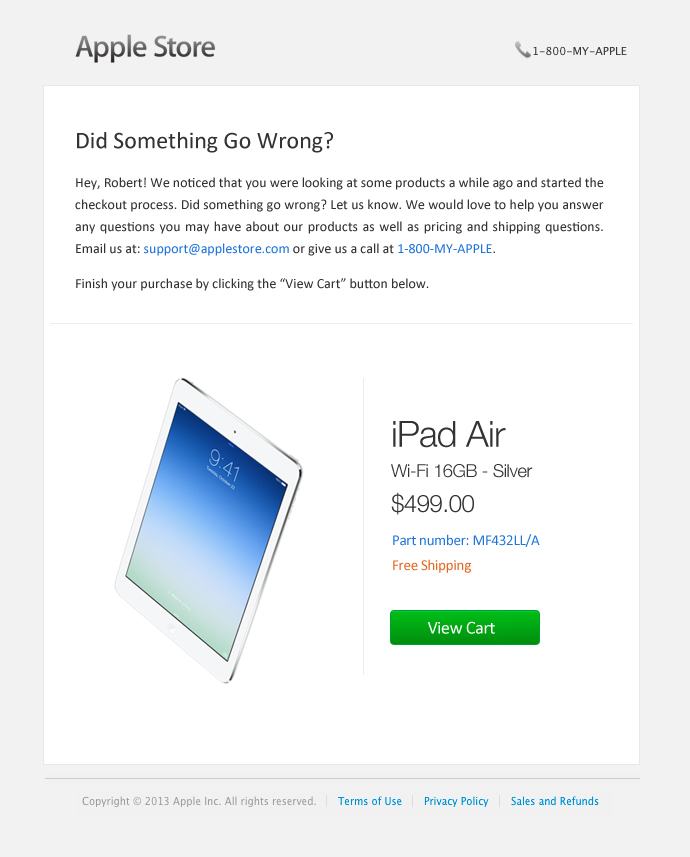 Apple Store
1-800-MY-APPLE
Did Something Go Wrong?
Hey, Robert! We noticed that you were looking at some products a while ago and started the
checkout process. Did something go wrong? Let us know. We would love to help you answer
any questions you may have about our products as well as pricing and shipping questions.
Email us at: support@applestore.com or give us a call at 1-800-MY-APPLE.
Finish your purchase by clicking the “View Cart” button below.
9:41
Tuesday, October 22
iPad Air
Wi-Fi 16GB - Silver
$499.00
Part number: MF432LL/A
Free Shipping
View Cart
Copyright © 2013 Apple Inc. All rights reserved. Terms of Use Privacy Policy Sales and Refunds